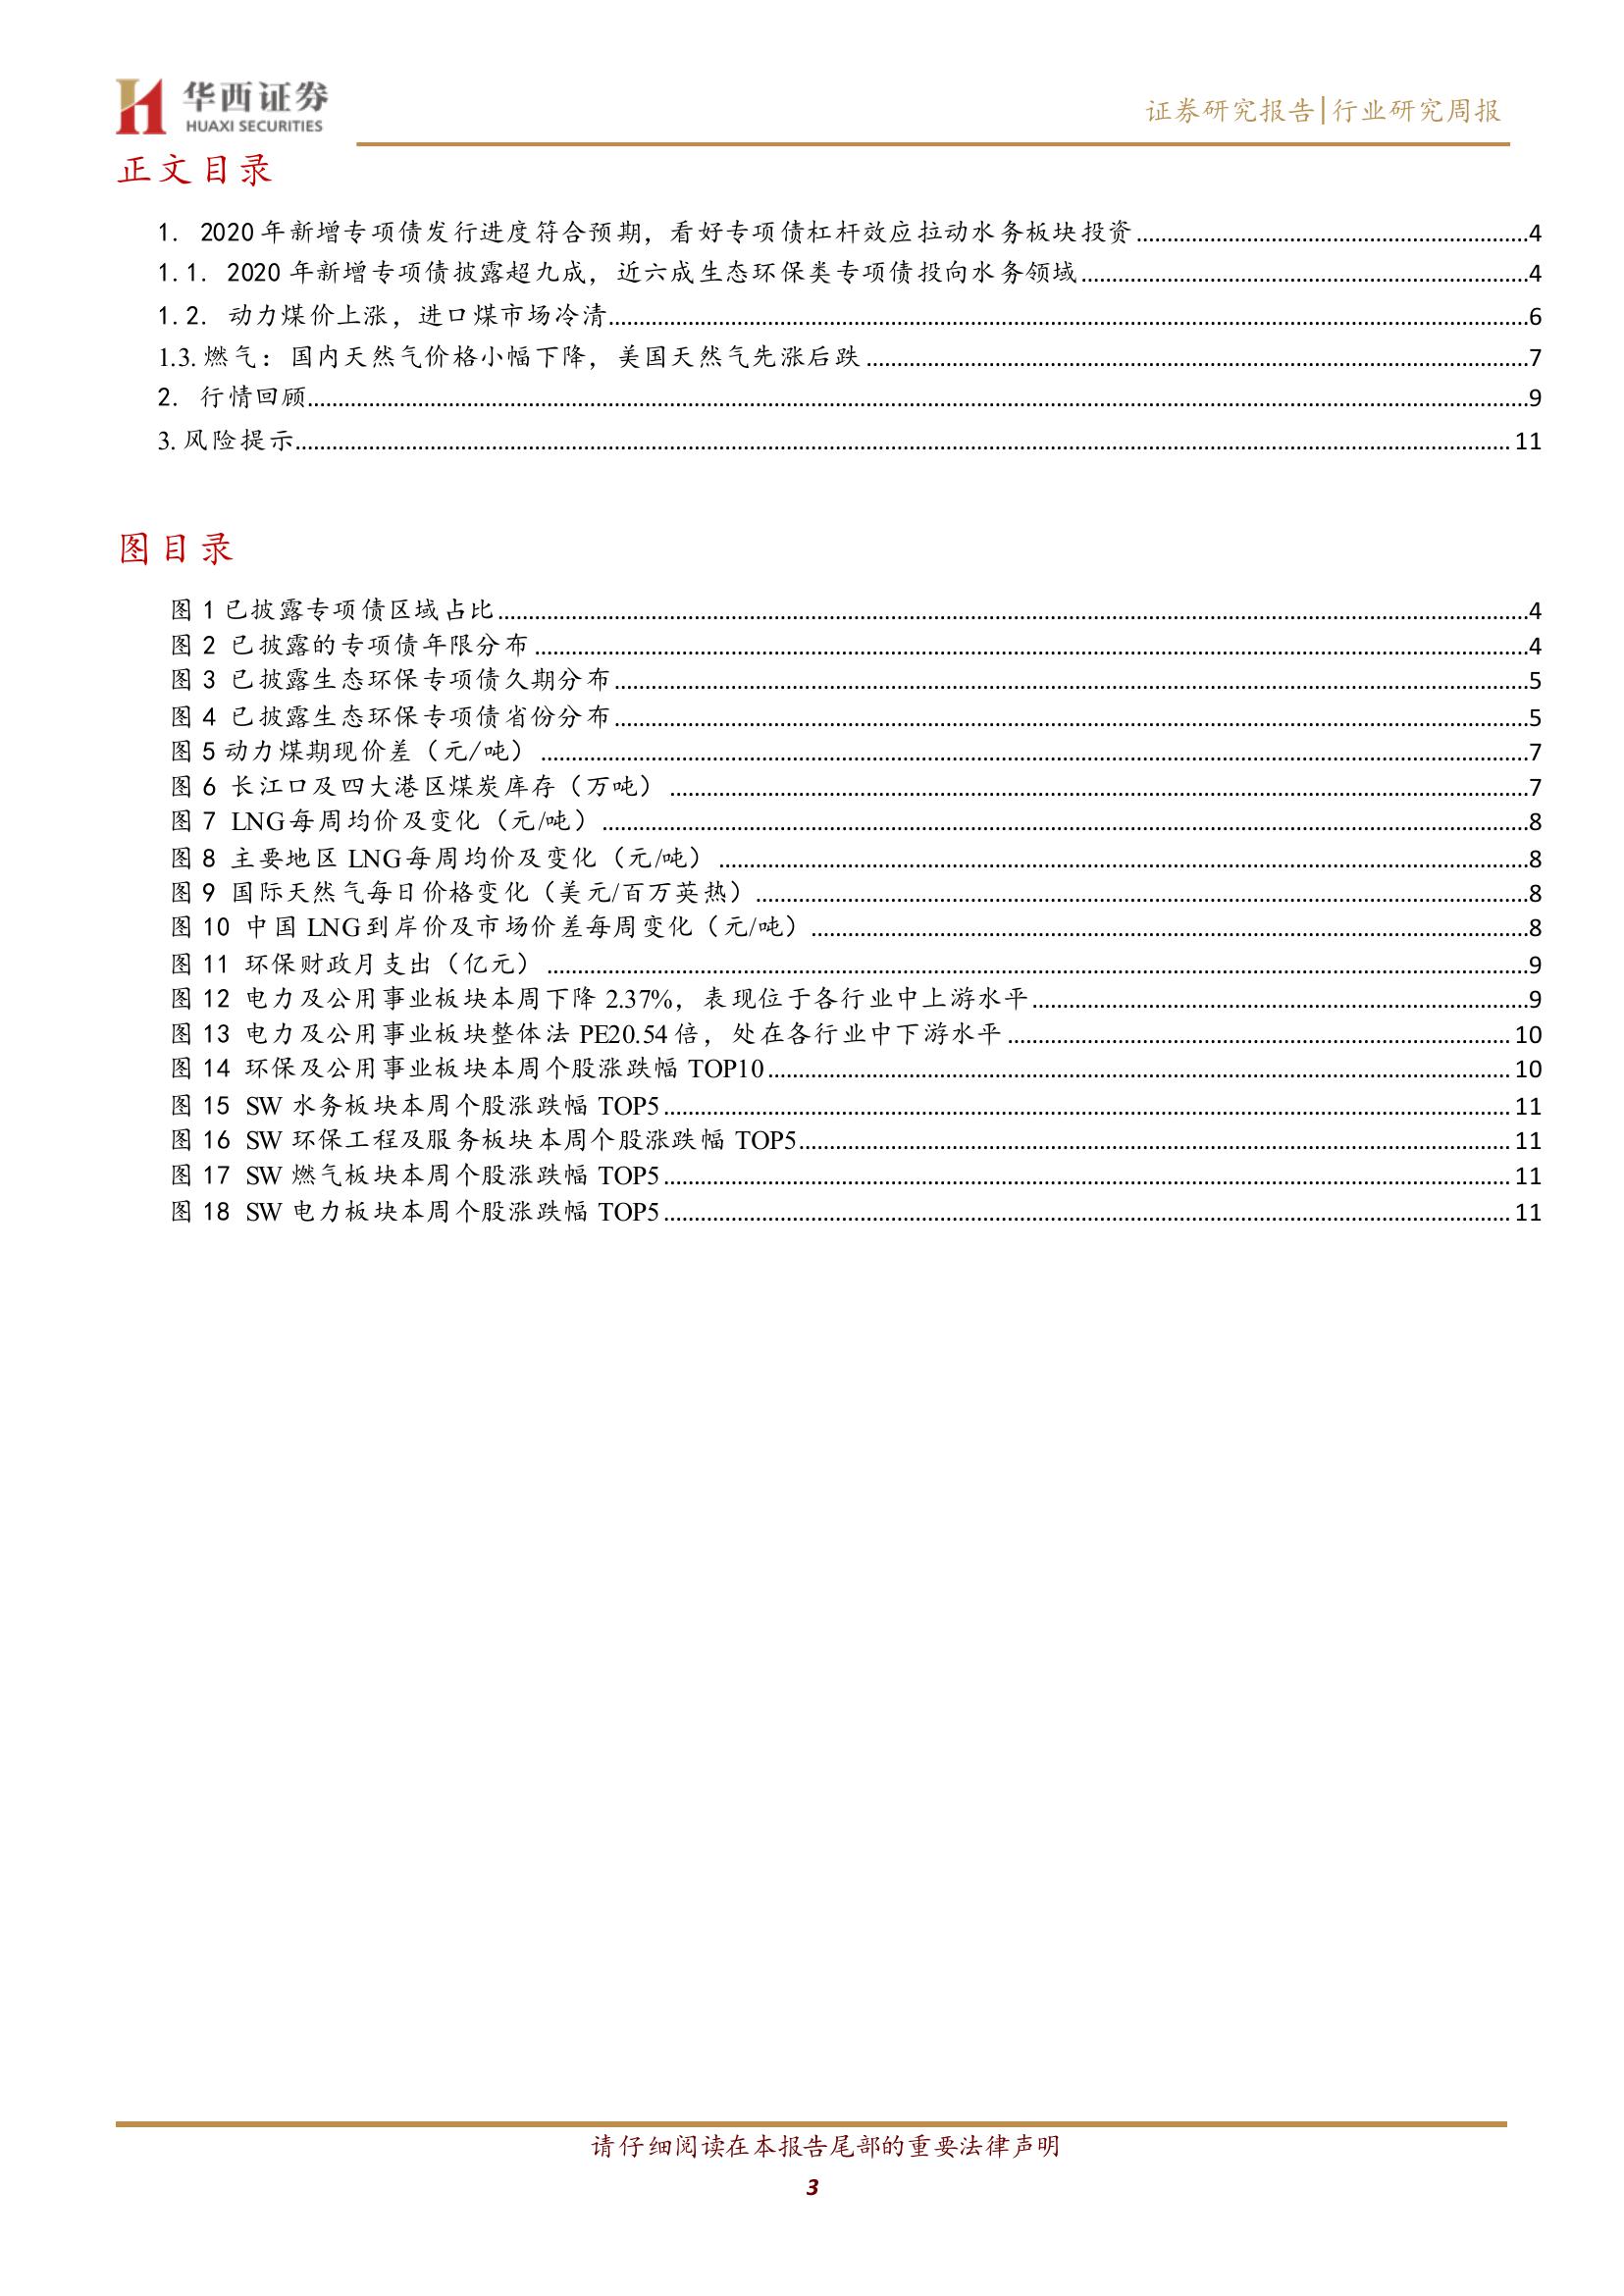 华西证券
HUAXI SECURITIES
证券研究报告|行业研究周报
正文目录
1. 2020年新增专项债发行进度符合预期，看好专项债杠杆效应拉动水务板块投资........4
1.1. 2020 年新增专项债披露超九成，近六成生态环保类专项债投向水务领域........4
1.2. 动力煤价上涨，进口煤市场冷清........6
1.3.燃气：国内天然气价格小幅下降，美国天然气先涨后跌........7
2. 行情回顾........9
3.风险提示........11
图目录
图 1已披露专项债区域占比........4
图 2 已披露的专项债年限分布........4
图 3 已披露生态环保专项债久期分布........5
图 4 已披露生态环保专项债省份分布........5
图 5动力煤期现价差（元/吨）........7
图 6 长江口及四大港区煤炭库存（万吨）........7
图 7 LNG每周均价及变化（元/吨）........8
图 8 主要地区 LNG每周均价及变化（元/吨）........8
图 9 国际天然气每日价格变化（美元/百万英热）........8
图 10 中国 LNG到岸价及市场价差每周变化（元/吨）........8
图 11 环保财政月支出（亿元）........9
图 12 电力及公用事业板块本周下降 2.37%，表现位于各行业中上游水平........9
图 13 电力及公用事业板块整体法 PE20.54倍，处在各行业中下游水平........10
图 14 环保及公用事业板块本周个股涨跌幅 TOP10........10
图 15 SW 水务板块本周个股涨跌幅 TOP5........11
图 16 SW 环保工程及服务板块本周个股涨跌幅 TOP5........11
图 17 SW 燃气板块本周个股涨跌幅 TOP5........11
图 18 SW 电力板块本周个股涨跌幅 TOP5........11
请仔细阅读在本报告尾部的重要法律声明
3